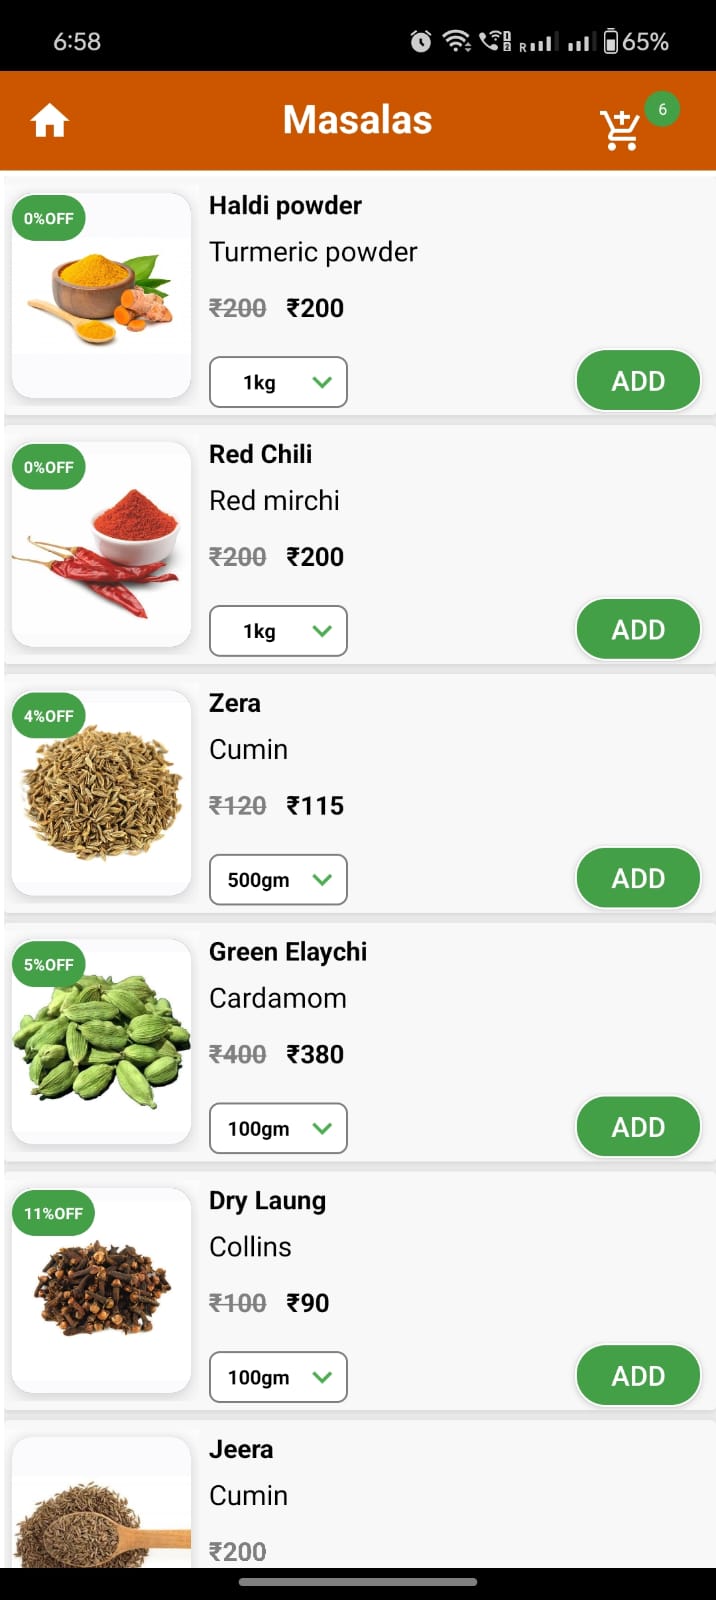 6:58
R
65%
Masalas
6
0%OFF
Haldi powder
Turmeric powder
₹200 ₹200
1kg
ADD
0%OFF
Red Chili
Red mirchi
₹200 ₹200
1kg
ADD
4%OFF
Zera
Cumin
₹120 ₹115
500gm
ADD
5%OFF
Green Elaychi
Cardamom
₹400 ₹380
100gm
ADD
11%OFF
Dry Laung
Collins
₹100 ₹90
100gm
ADD
Jeera
Cumin
₹200